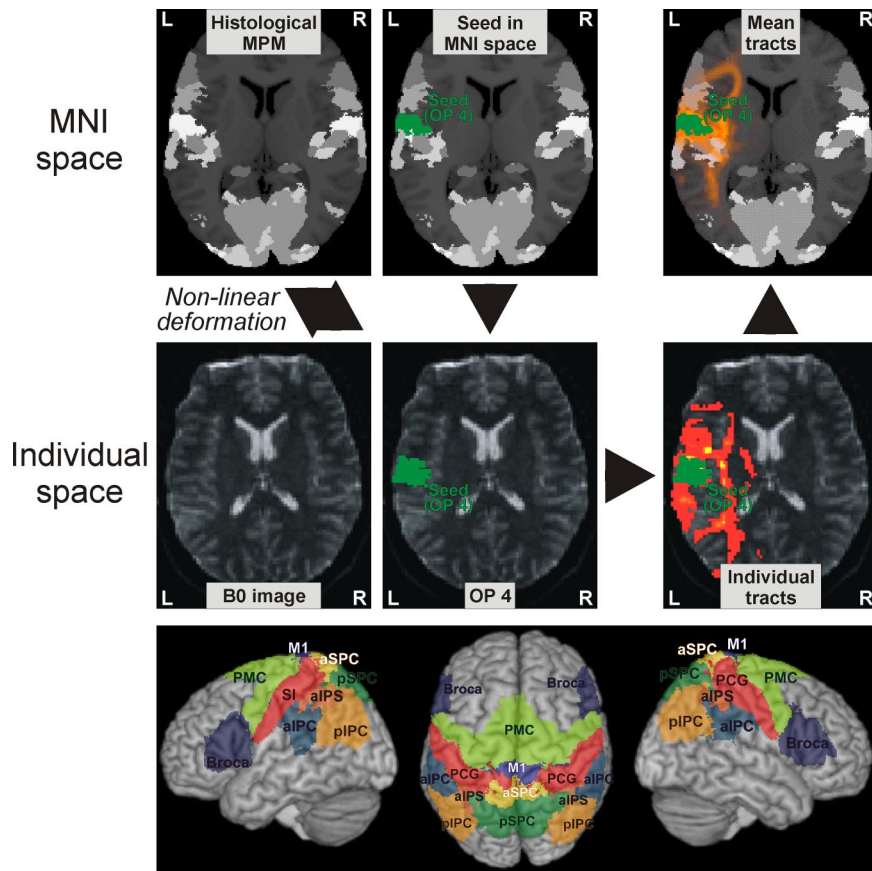 L
Histological
MPM
R
L
Seed in
MNI space
R
Seed
(OP 4)
L
Mean
tracts
R
Seed
(OP 4)
MNI
space
Non-linear
deformation
Individual
space
L
B0 image
R
Seed
(OP 4)
L
OP 4
R
Seed
(OP 4)
L
Individual
tracts
R
M1
aSPC
PMC
pSPC
SI
aIPS
aIPC
pIPC
Broca
Broca
Broca
PMC
M1
aIPC
PCG
PCG
aIPC
aSPC
aIPS
aIPS
pIPC
pSPC
pIPC
aSPC
M1
pSPC
PCG
PMC
aIPS
pIPC
aIPC
Broca